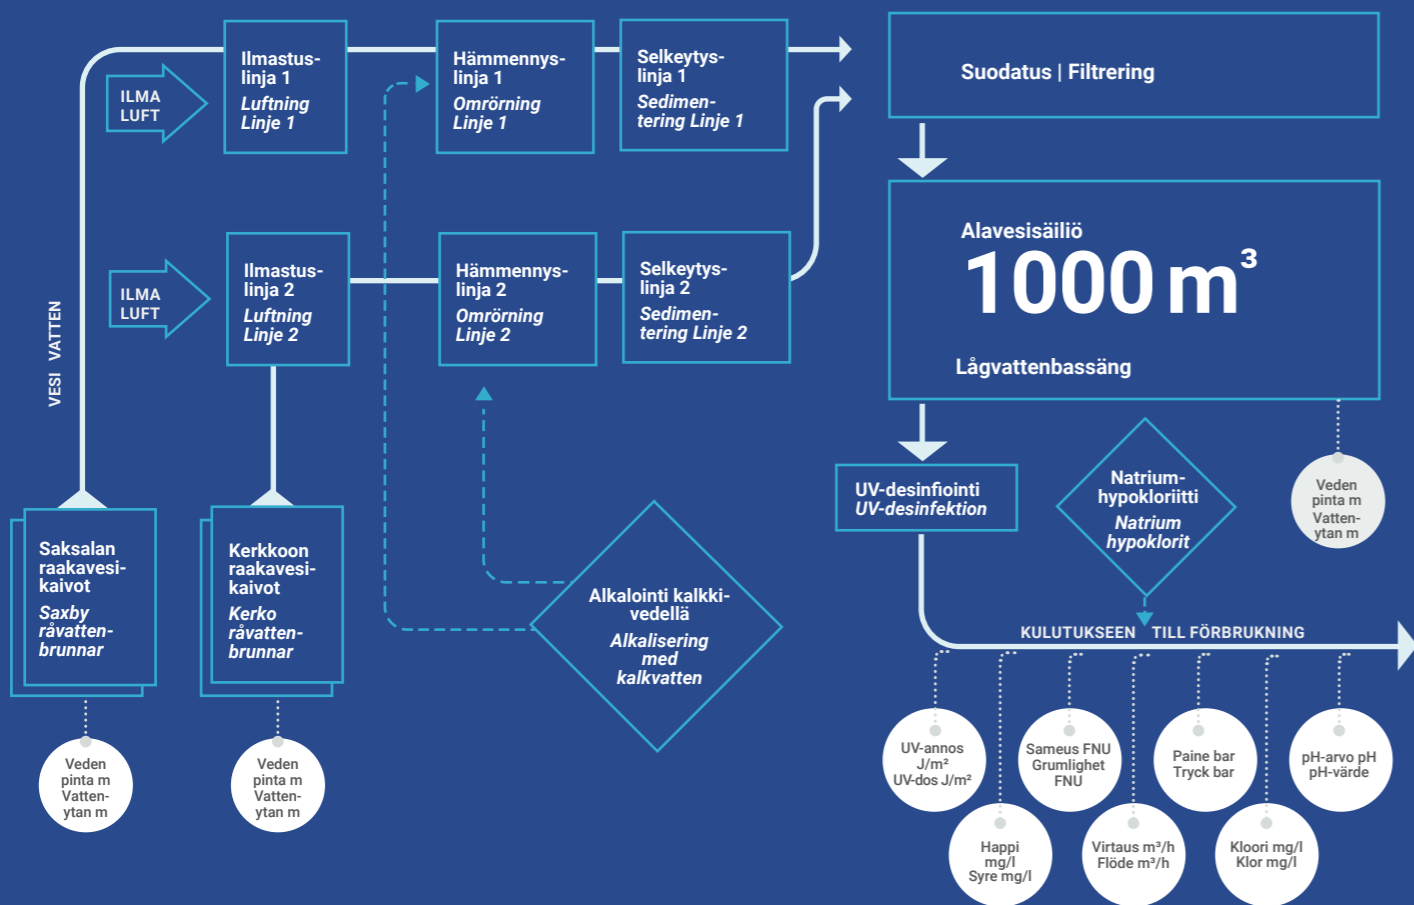 ILMA
LUFT
Ilmastus-
linja 1
Luftning
Linje 1
Hämmennys-
linja 1
Omrörning
Linje 1
Selkeytys-
linja 1
Sedimen-
tering Linje 1
Suodatus | Filtrering
ILMA
LUFT
Ilmastus-
linja 2
Luftning
Linje 2
Hämmennys-
linja 2
Omrörning
Linje 2
Selkeytys-
linja 2
Sedimen-
tering Linje 2
Alavesisäiliö
1000 m³
Lågvattenbassäng
VESI VATTEN
Saksalan
raakavesi-
kaivot
Saxby
råvatten-
brunnar
Kerkkoon
raakavesi-
kaivot
Kerko
råvatten-
brunnar
Alkalointi kalkki-
vedellä
Alkalisering
med
kalkvatten
UV-desinfiointi
UV-desinfektion
Natrium-
hypokloriitti
Natrium
hypoklorit
Veden
pinta m
Vatten-
ytan m
KULUTUKSEEN TILL FÖRBRUKNING
Veden
pinta m
Vatten-
ytan m
Veden
pinta m
Vatten-
ytan m
UV-annos
J/m²
UV-dos J/m²
Happi
mg/l
Syre mg/l
Sameus FNU
Grumlighet
FNU
Virtaus m³/h
Flöde m³/h
Paine bar
Tryck bar
Kloori mg/l
Klor mg/l
pH-arvo pH
pH-värde